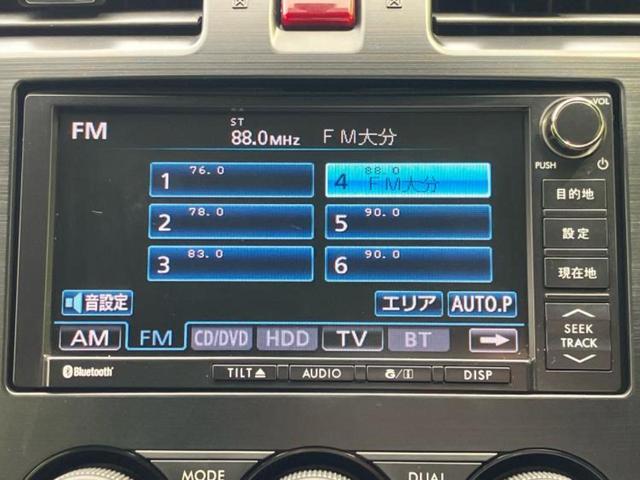 VOL
FM
ST
88.0MHz FM大分
1 76.0
4 88.0 FM大分
PUSH
目的地
2 78.0
5 90.0
設定
3 83.0
6 90.0
現在地
音設定
エリア
AUTO.P
AM
FM
CD/DVD
HDD
TV
BT
SEEK
TRACK
Bluetooth
TILT
AUDIO
G/
DISP
MODE
DUAL